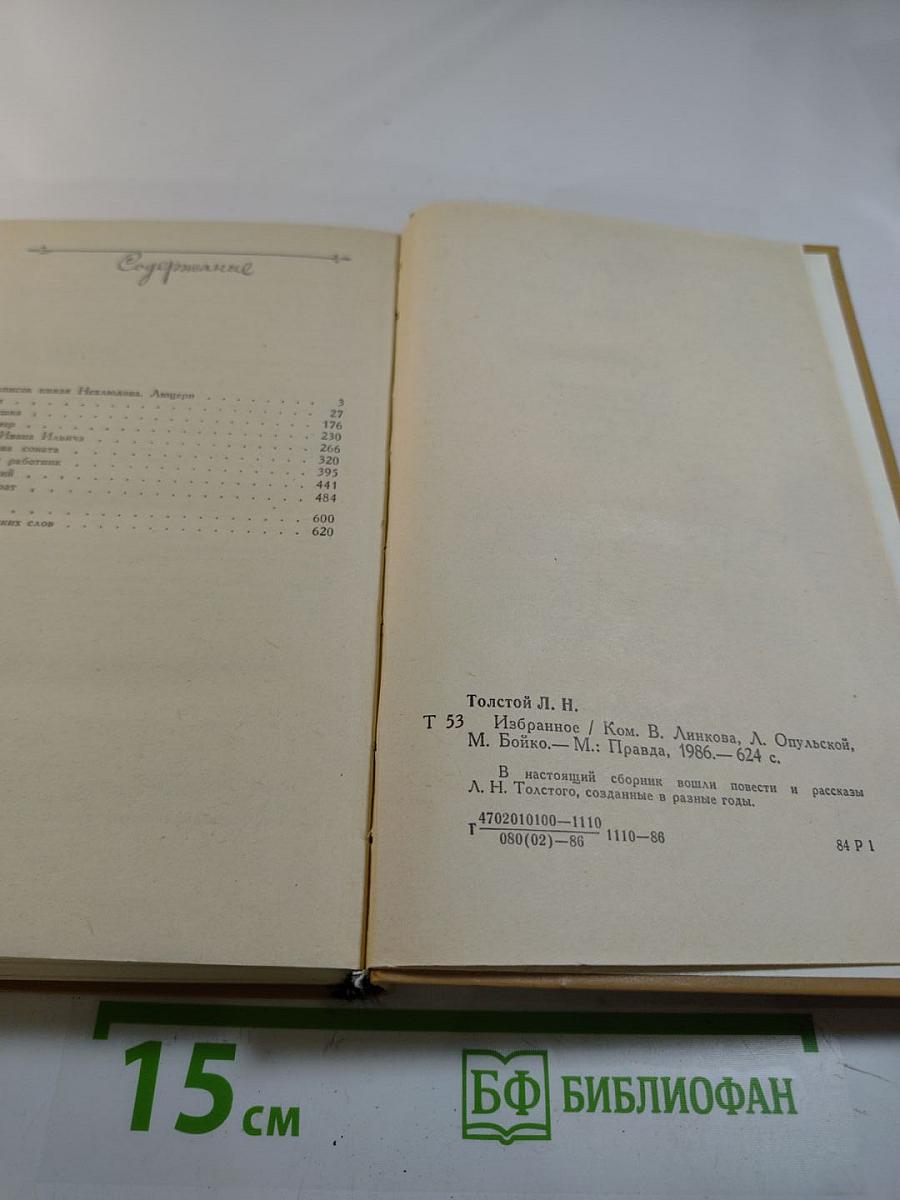 Содержание
князя Нехлюдова. Люцерн 3
27
176
Ивана Ильича 230
соната 266
работник 320
395
441
484
600
слов 620
Толстой Л. Н.
Т 53 Избранное / Ком. В. Линкова, Л. Опульской,
М. Бойко.— М.: Правда, 1986.— 624 с.
В настоящий сборник вошли повести и рассказы
Л. Н. Толстого, созданные в разные годы.
Т 4702010100—1110
080(02)—86 1110—86
84 Р 1
15 см
БФ БИБЛИОФАН